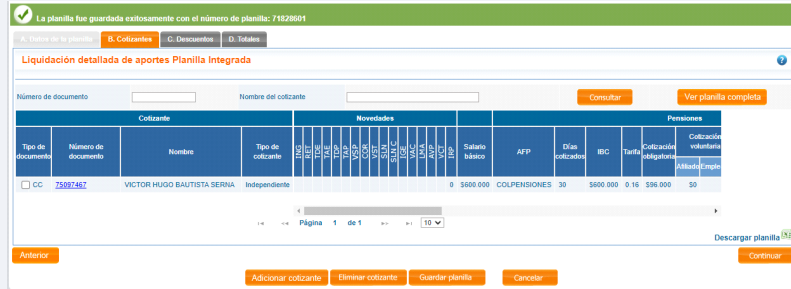 La planilla fue guardada exitosamente con el número de planilla: 71828601
A. Datos de la planilla B. Cotizantes C. Descuentos D. Totales
Liquidación detallada de aportes Planilla Integrada
Número de documento Nombre del cotizante Consultar Ver planilla completa
Cotizante Novedades Pensiones
Tipo de documento Número de documento Nombre Tipo de cotizante ING RET TDE TAE TDP TAP VSP COR VST SLN SLN C IGE LMA VAC AVP VCT IRP Salario básico AFP Días cotizados IBC Tarifa Cotización obligatoria Cotización voluntaria
Afiliado Emple
CC 75097467 VICTOR HUGO BAUTISTA SERNA Independiente 0 $600.000 COLPENSIONES 30 $600.000 0.16 $96.000 $0
Página 1 de 1 10
Descargar planilla
Anterior Continuar
Adicionar cotizante Eliminar cotizante Guardar planilla Cancelar